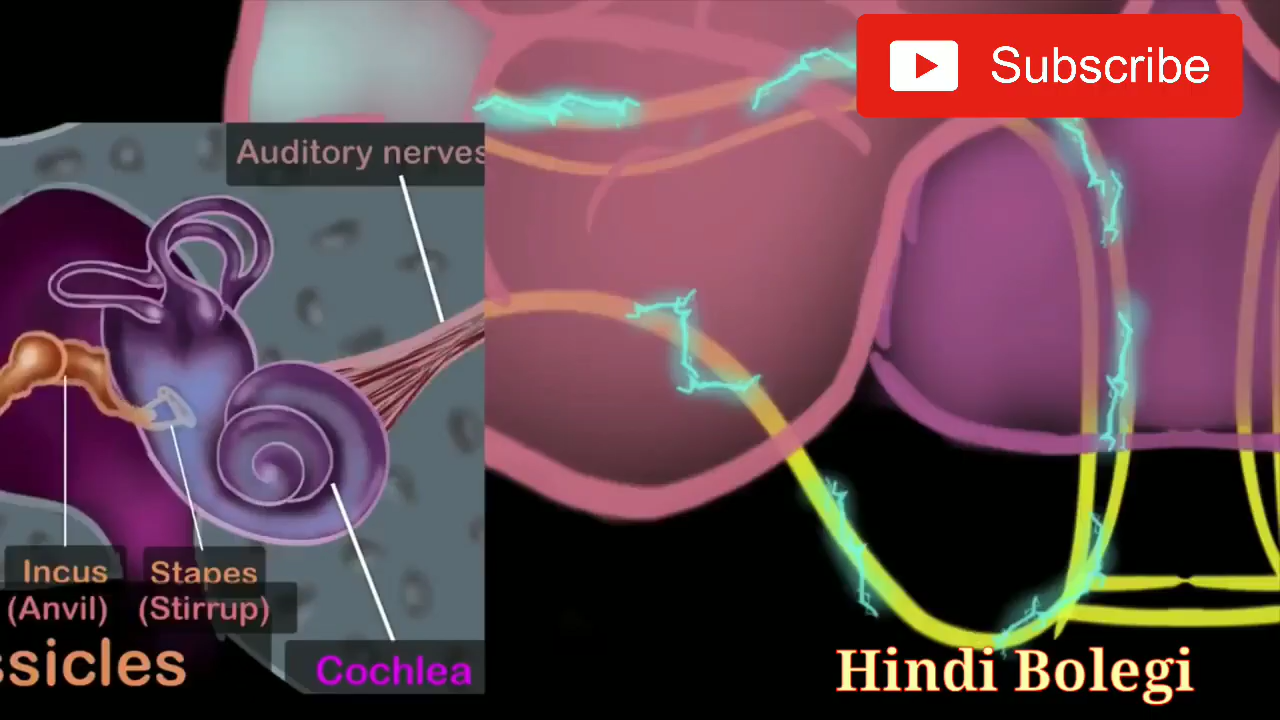 Subscribe
Auditory nerves
Incus
(Anvil)
Stapes
(Stirrup)
ssicles
Cochlea
Hindi Bolegi